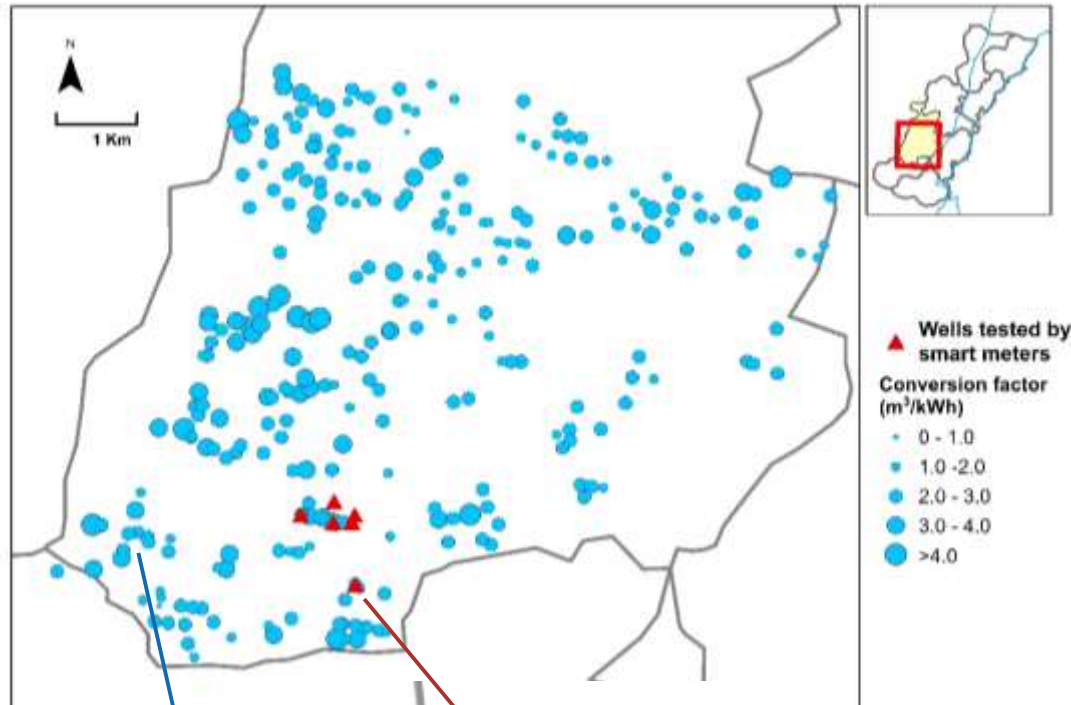 N
1 Km
Wells tested by
smart meters
Conversion factor
(m³/kWh)
0 - 1.0
1.0 -2.0
2.0 - 3.0
3.0 - 4.0
>4.0